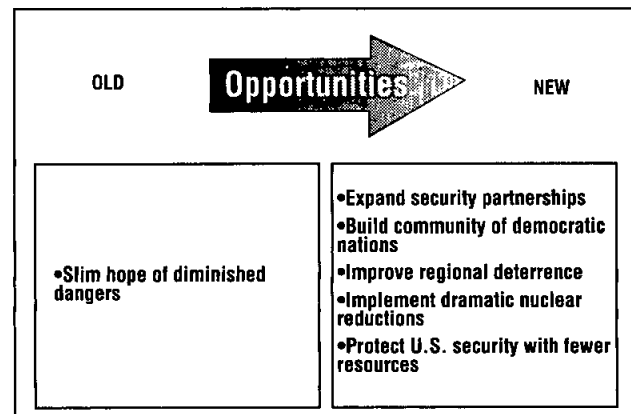 OLD
Opportunities
NEW
•Slim hope of diminished
dangers
•Expand security partnerships
•Build community of democratic
nations
•Improve regional deterrence
•Implement dramatic nuclear
reductions
•Protect U.S. security with fewer
resources